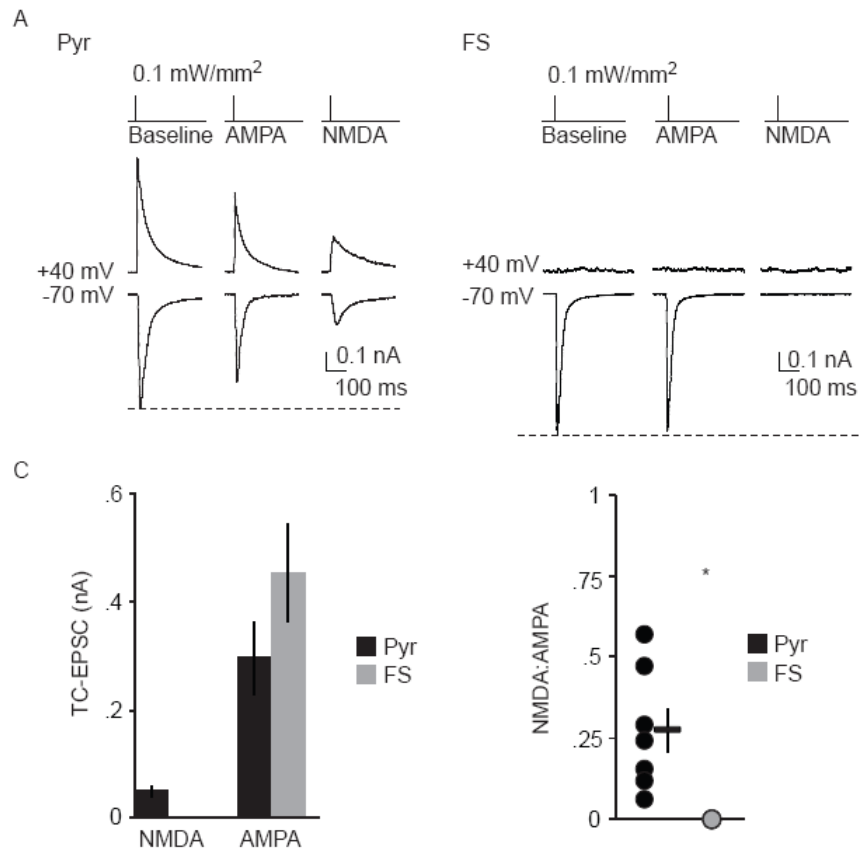 A
Pyr
FS
0.1 mW/mm2
0.1 mW/mm2
Baseline AMPA NMDA
Baseline AMPA NMDA
+40 mV
-70 mV
0.1 nA
100 ms
+40 mV
-70 mV
0.1 nA
100 ms
C
TC-EPSC (nA)
.6
.4
.2
0
NMDA AMPA
Pyr
FS
NMDA:AMPA
1
.75
.5
.25
0
*
Pyr
FS